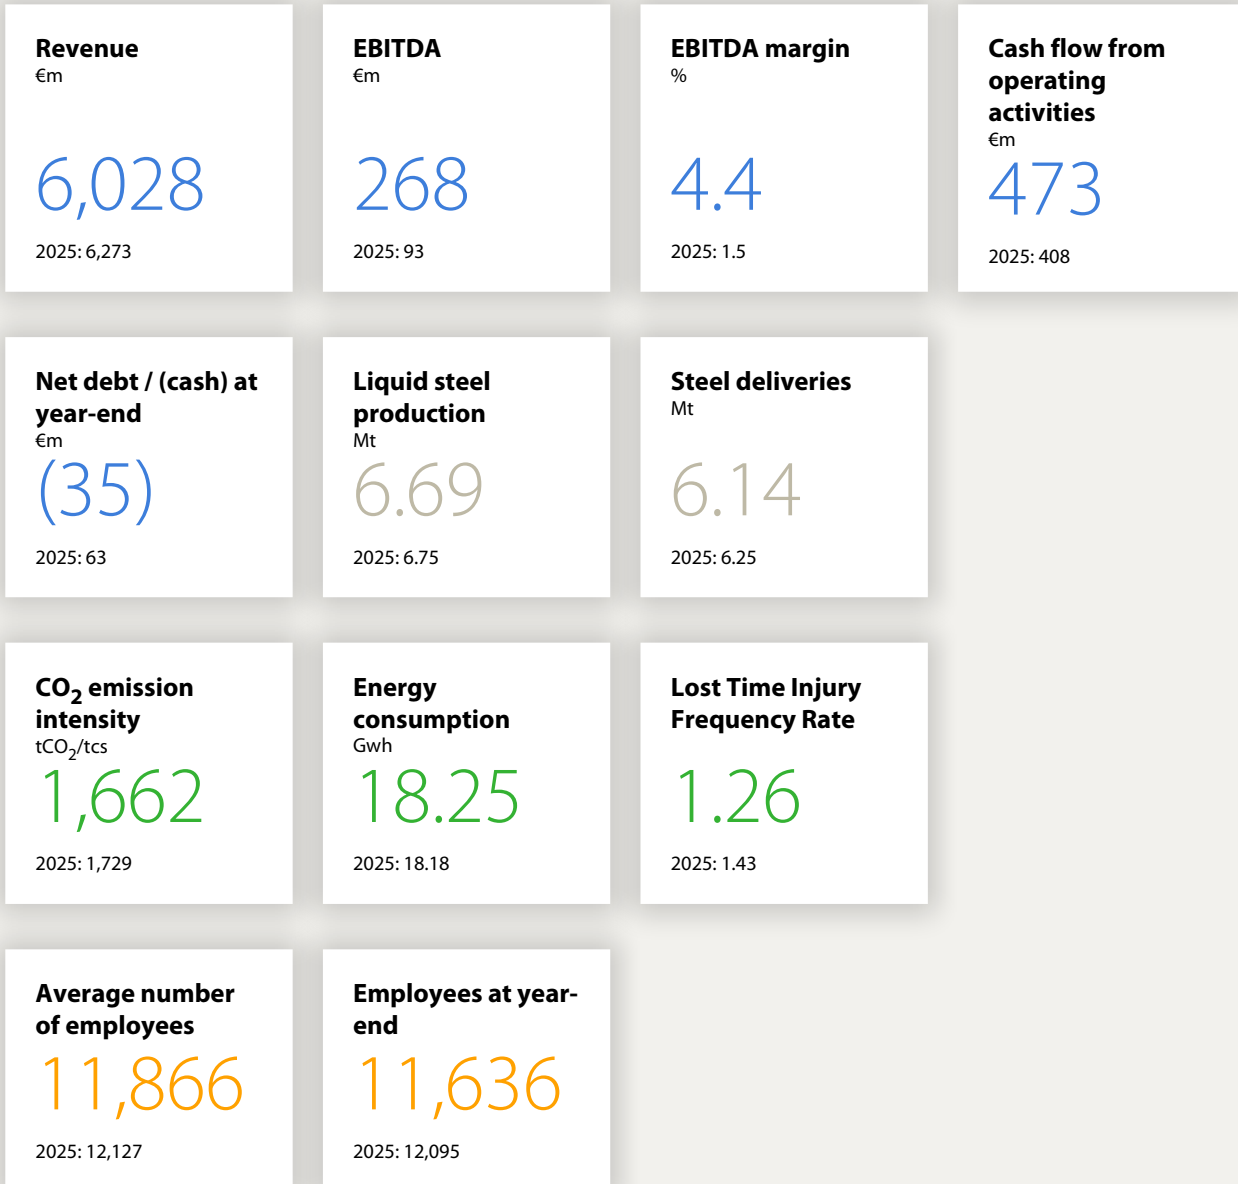 Revenue
€m
6,028
2025: 6,273
EBITDA
€m
268
2025: 93
EBITDA margin
%
4.4
2025: 1.5
Cash flow from
operating
activities
€m
473
2025: 408
Net debt / (cash) at
year-end
€m
(35)
2025: 63
Liquid steel
production
Mt
6.69
2025: 6.75
Steel deliveries
Mt
6.14
2025: 6.25
CO₂ emission
intensity
tCO₂/tcs
1,662
2025: 1,729
Energy
consumption
Gwh
18.25
2025: 18.18
Lost Time Injury
Frequency Rate
1.26
2025: 1.43
Average number
of employees
11,866
2025: 12,127
Employees at year-
end
11,636
2025: 12,095